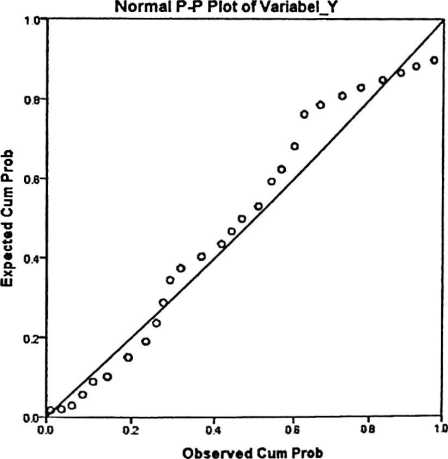 Normal P-P Plot of Variabel_Y
1.0
0.8
0.6
0.4
0.2
0.0
Expected Cum Prob
0.0 0.2 0.4 0.6 0.8 1.0
Observed Cum Prob